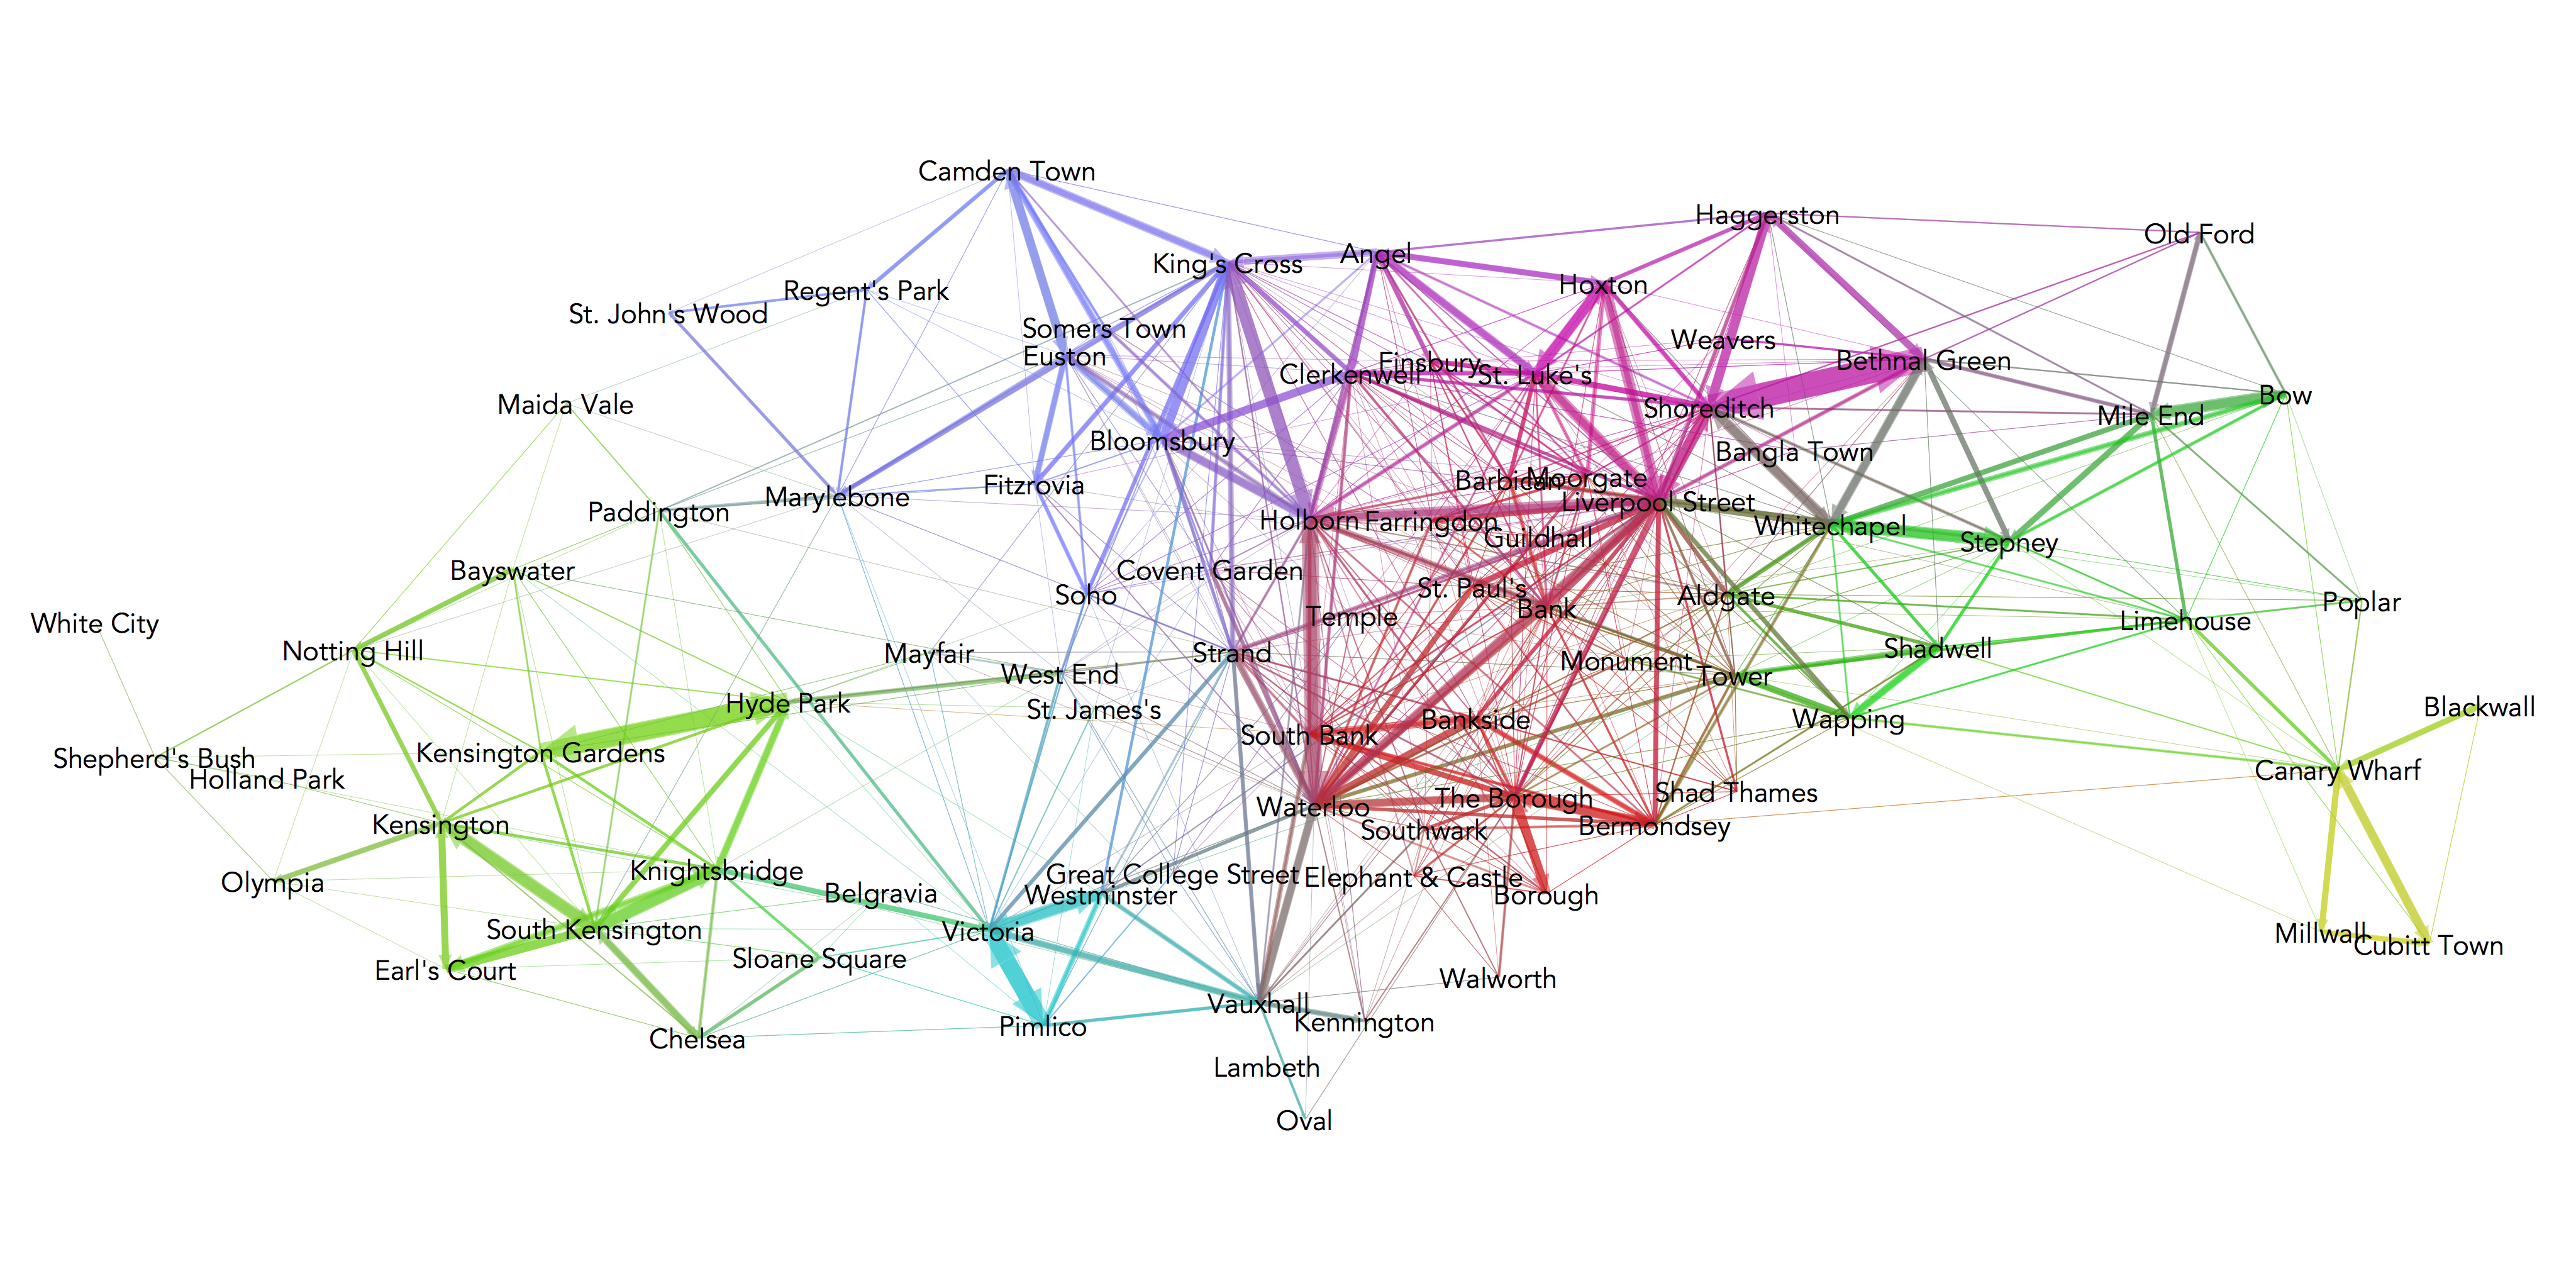 Camden Town
Haggerston
Old Ford
King's Cross
Angel
Hoxton
Regent's Park
St. John's Wood
Somers Town
Euston
Weavers
Bethnal Green
Finsbury
Clerkenwell
St. Luke's
Bow
Maida Vale
Shoreditch
Mile End
Bloomsbury
Bangla Town
Barbican
Moorgate
Fitzrovia
Marylebone
Liverpool Street
Paddington
Holborn
Farringdon
Whitechapel
Guildhall
Stepney
Bayswater
Covent Garden
St. Paul's
Soho
Aldgate
Poplar
Bank
Temple
White City
Limehouse
Notting Hill
Mayfair
Strand
Shadwell
Monument
West End
Tower
Hyde Park
St. James's
Blackwall
Bankside
Wapping
South Bank
Kensington Gardens
Shepherd's Bush
Canary Wharf
Holland Park
Shad Thames
The Borough
Waterloo
Kensington
Southwark
Bermondsey
Knightsbridge
Great College Street
Elephant & Castle
Olympia
Belgravia
Westminster
Borough
South Kensington
Victoria
Millwall
Cubitt Town
Sloane Square
Earl's Court
Walworth
Vauxhall
Kennington
Pimlico
Chelsea
Lambeth
Oval